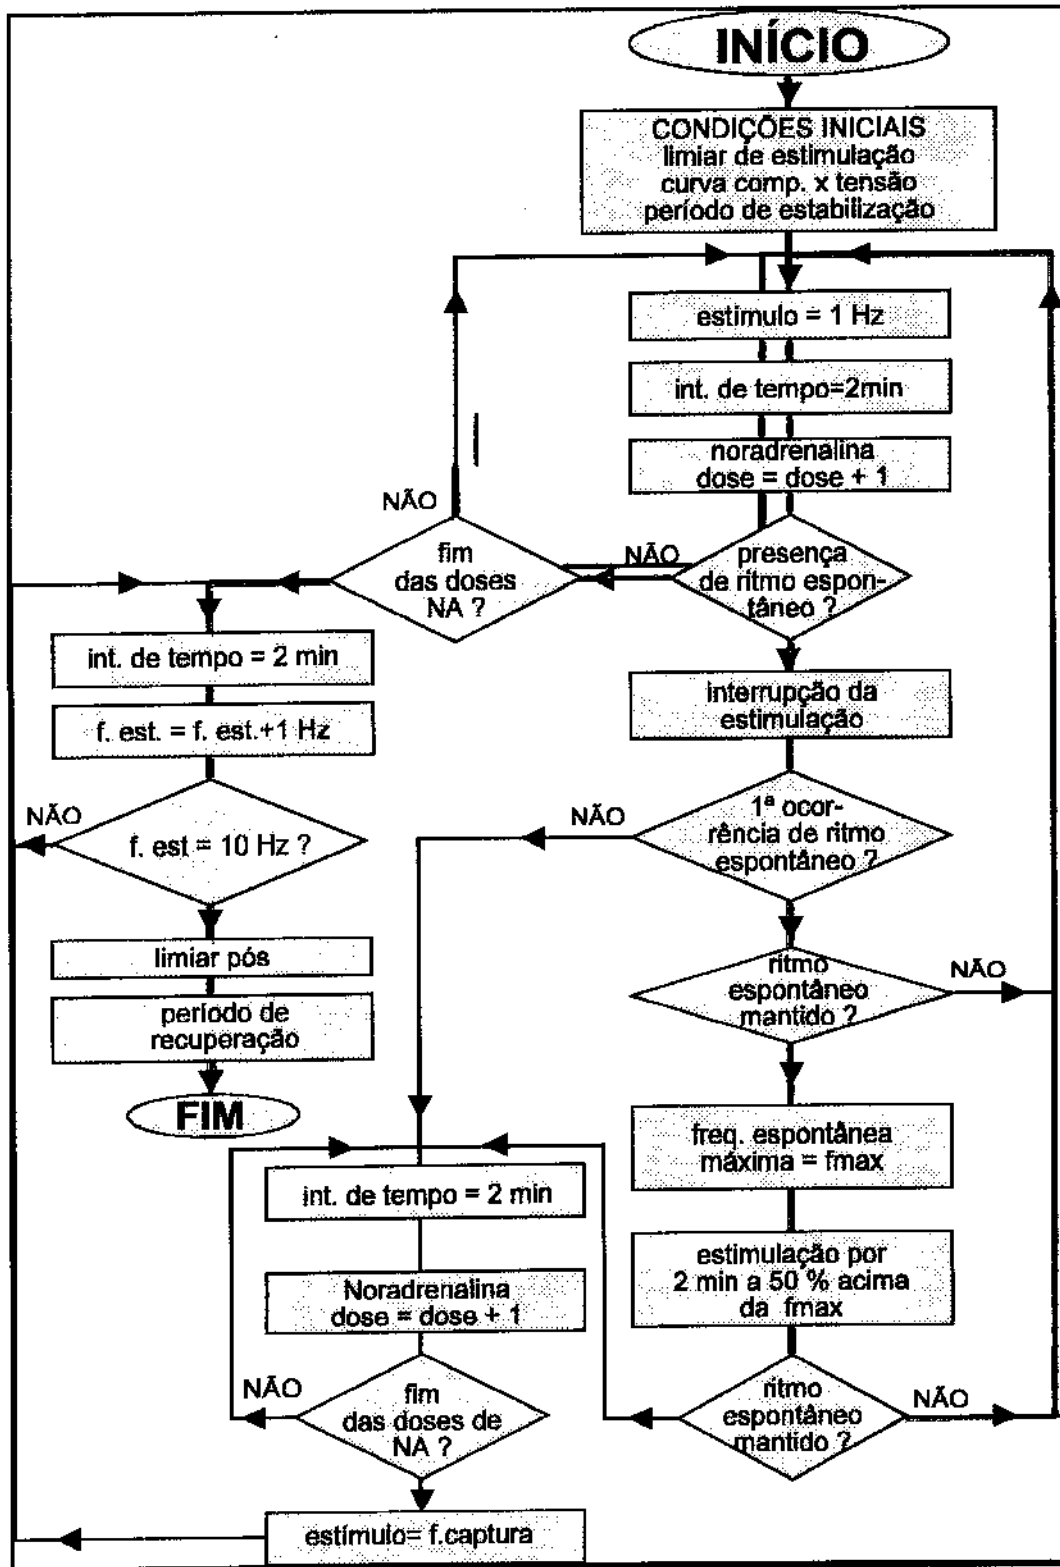 INÍCIO
CONDIÇÕES INICIAIS
limiar de estimulação
curva comp. x tensão
período de estabilização
estímulo = 1 Hz
int. de tempo=2min
noradrenalina
dose = dose + 1
NÃO
fim
das doses
NA ?
NÃO
presença
de ritmo espon-
tâneo ?
int. de tempo = 2 min
f. est. = f. est.+1 Hz
NÃO
f. est = 10 Hz ?
limiar pós
período de
recuperação
FIM
interrupção da
estimulação
NÃO
1ª ocor-
rência de ritmo
espontâneo ?
ritmo
espontâneo
mantido ?
NÃO
freq. espontânea
máxima = fmax
estimulação por
2 min a 50 % acima
da fmax
ritmo
espontâneo
mantido ?
NÃO
int. de tempo = 2 min
Noradrenalina
dose = dose + 1
NÃO
fim
das doses de
NA ?
estímulo= f.captura